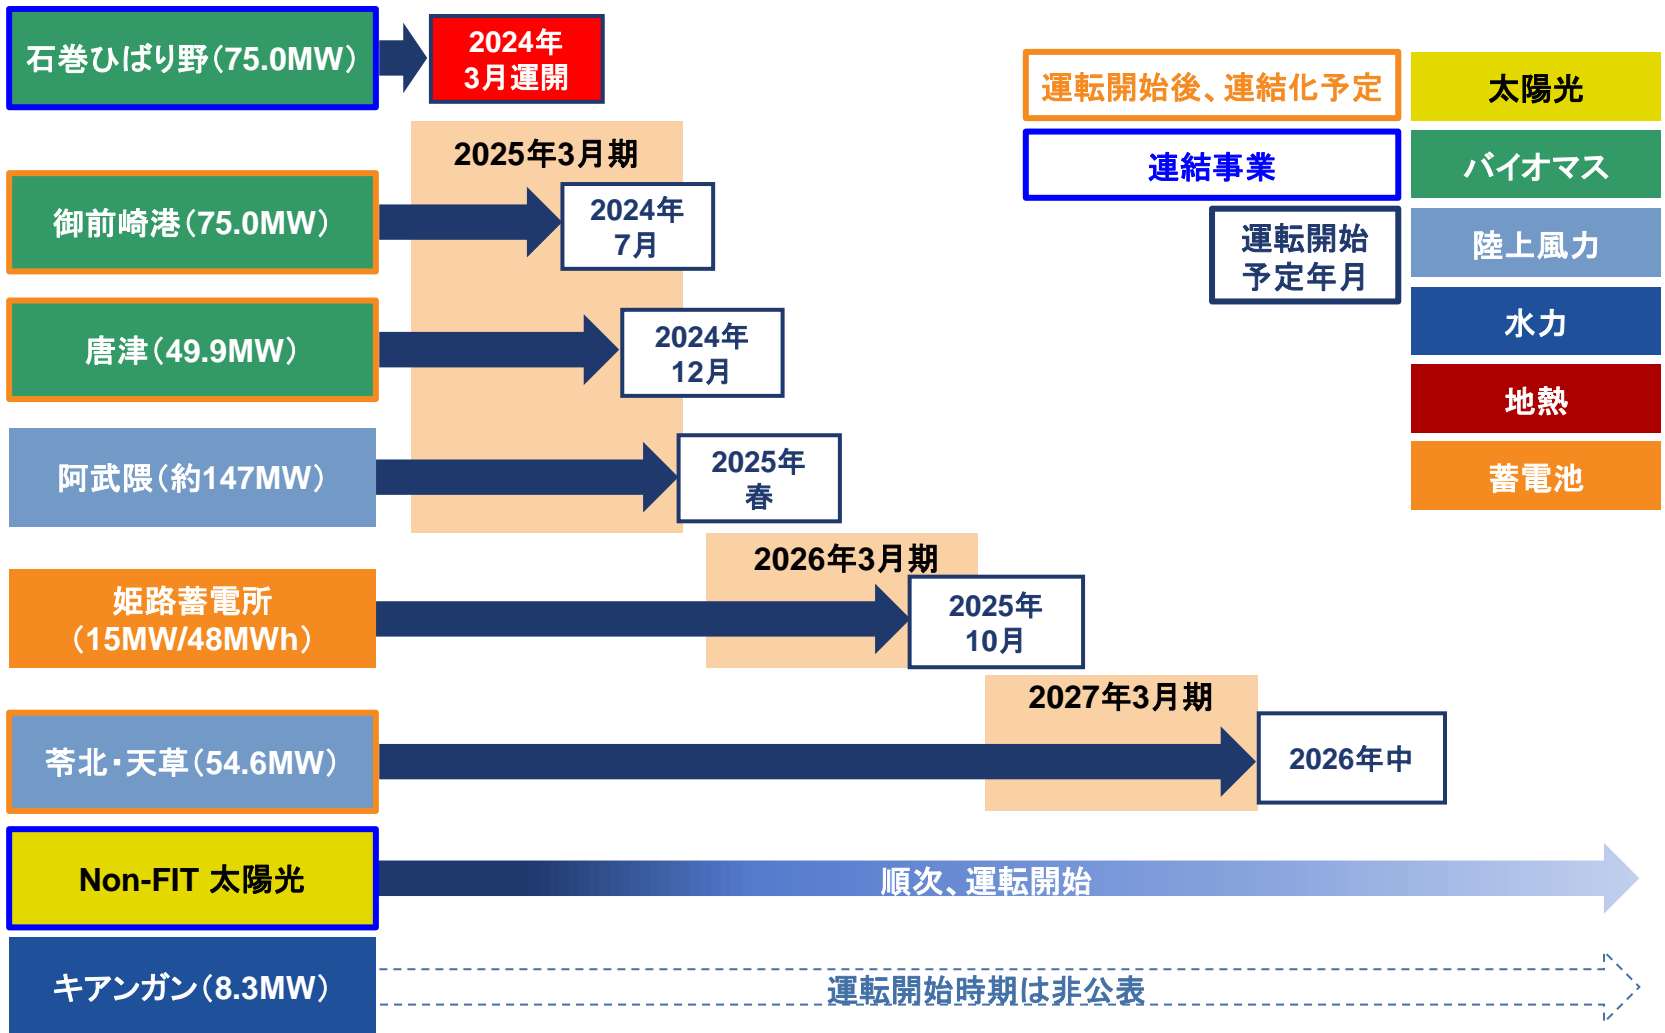 石巻ひばり野（75.0MW）
2024年
3月運開
運転開始後、連結化予定
太陽光
連結事業
バイオマス
2025年3月期
御前崎港（75.0MW）
2024年
7月
運転開始
予定年月
陸上風力
水力
唐津（49.9MW）
2024年
12月
地熱
阿武隈（約147MW）
2025年
春
蓄電池
2026年3月期
姫路蓄電所
（15MW/48MWh）
2025年
10月
2027年3月期
苓北・天草（54.6MW）
2026年中
Non-FIT 太陽光
順次、運転開始
キアンガン（8.3MW）
運転開始時期は非公表